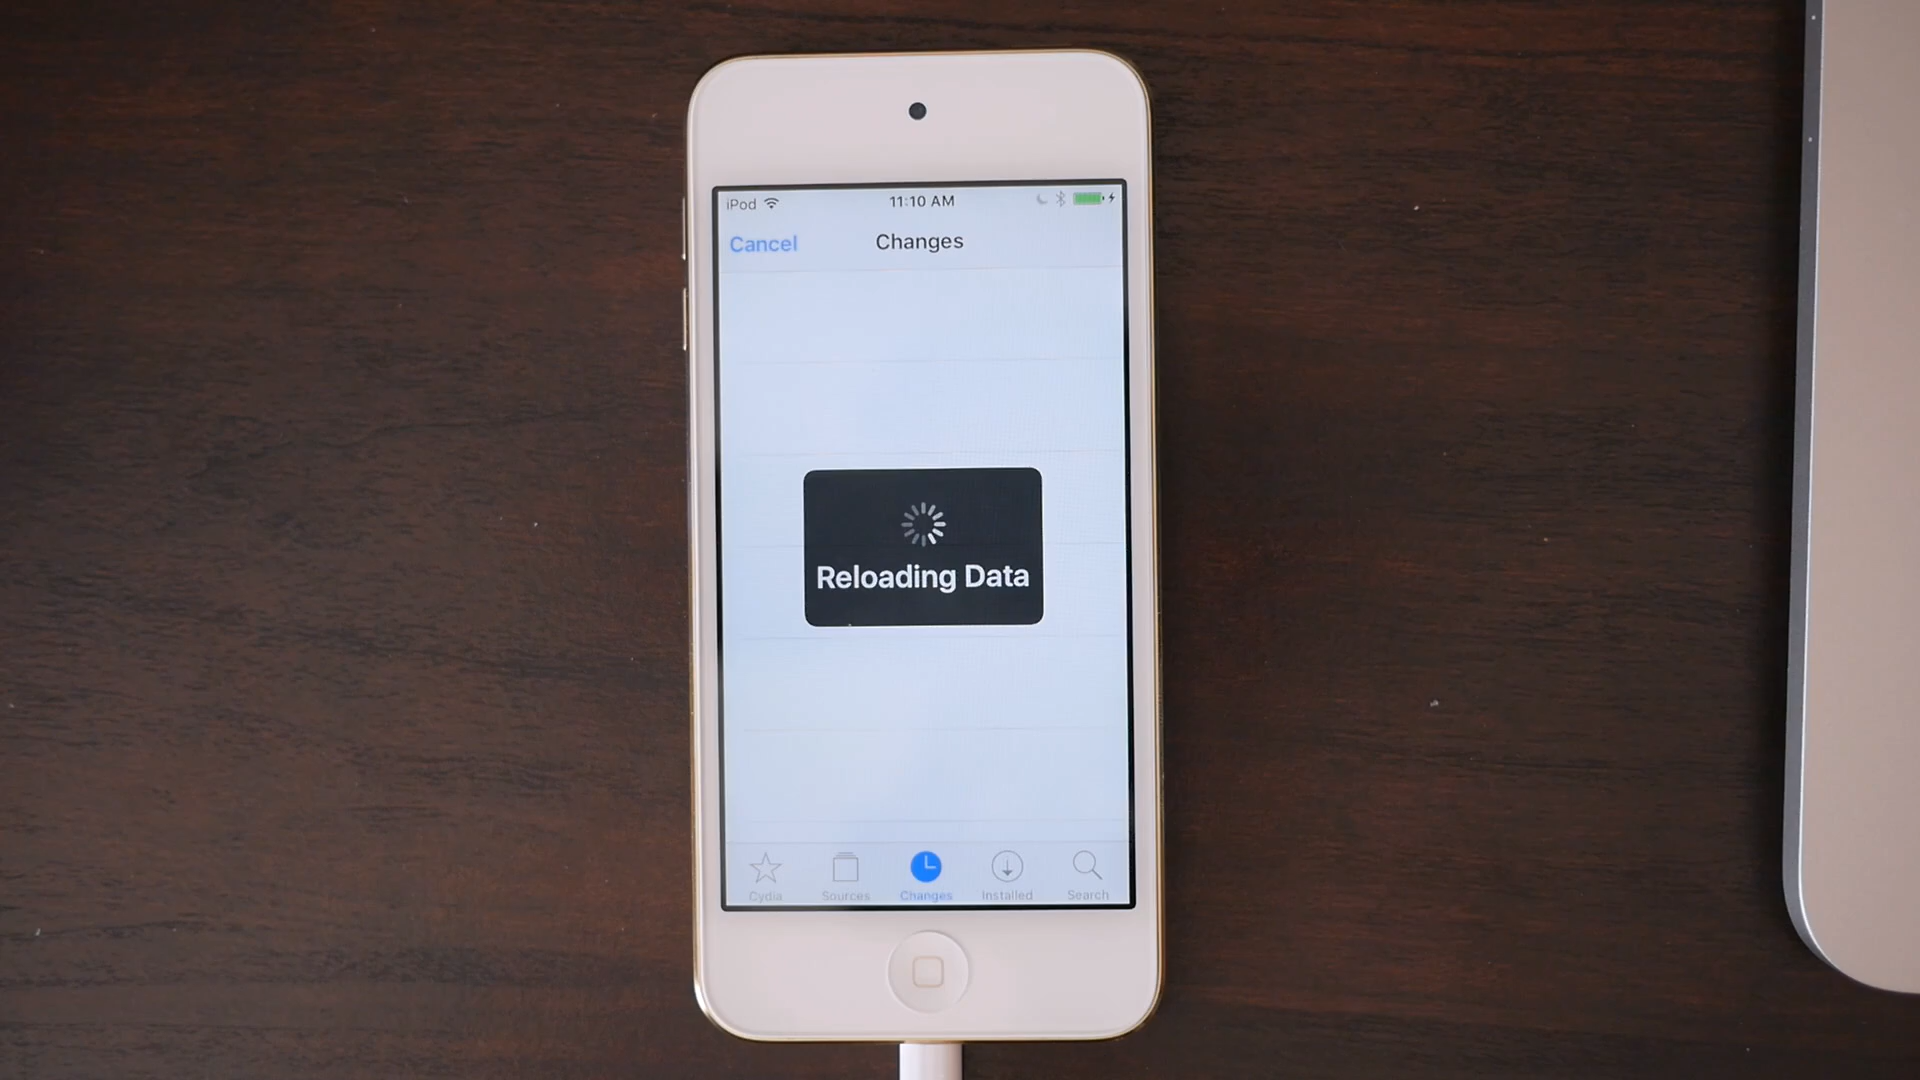 iPod 11:10 AM
Cancel Changes
Reloading Data
Cydia Sources Changes Installed Search